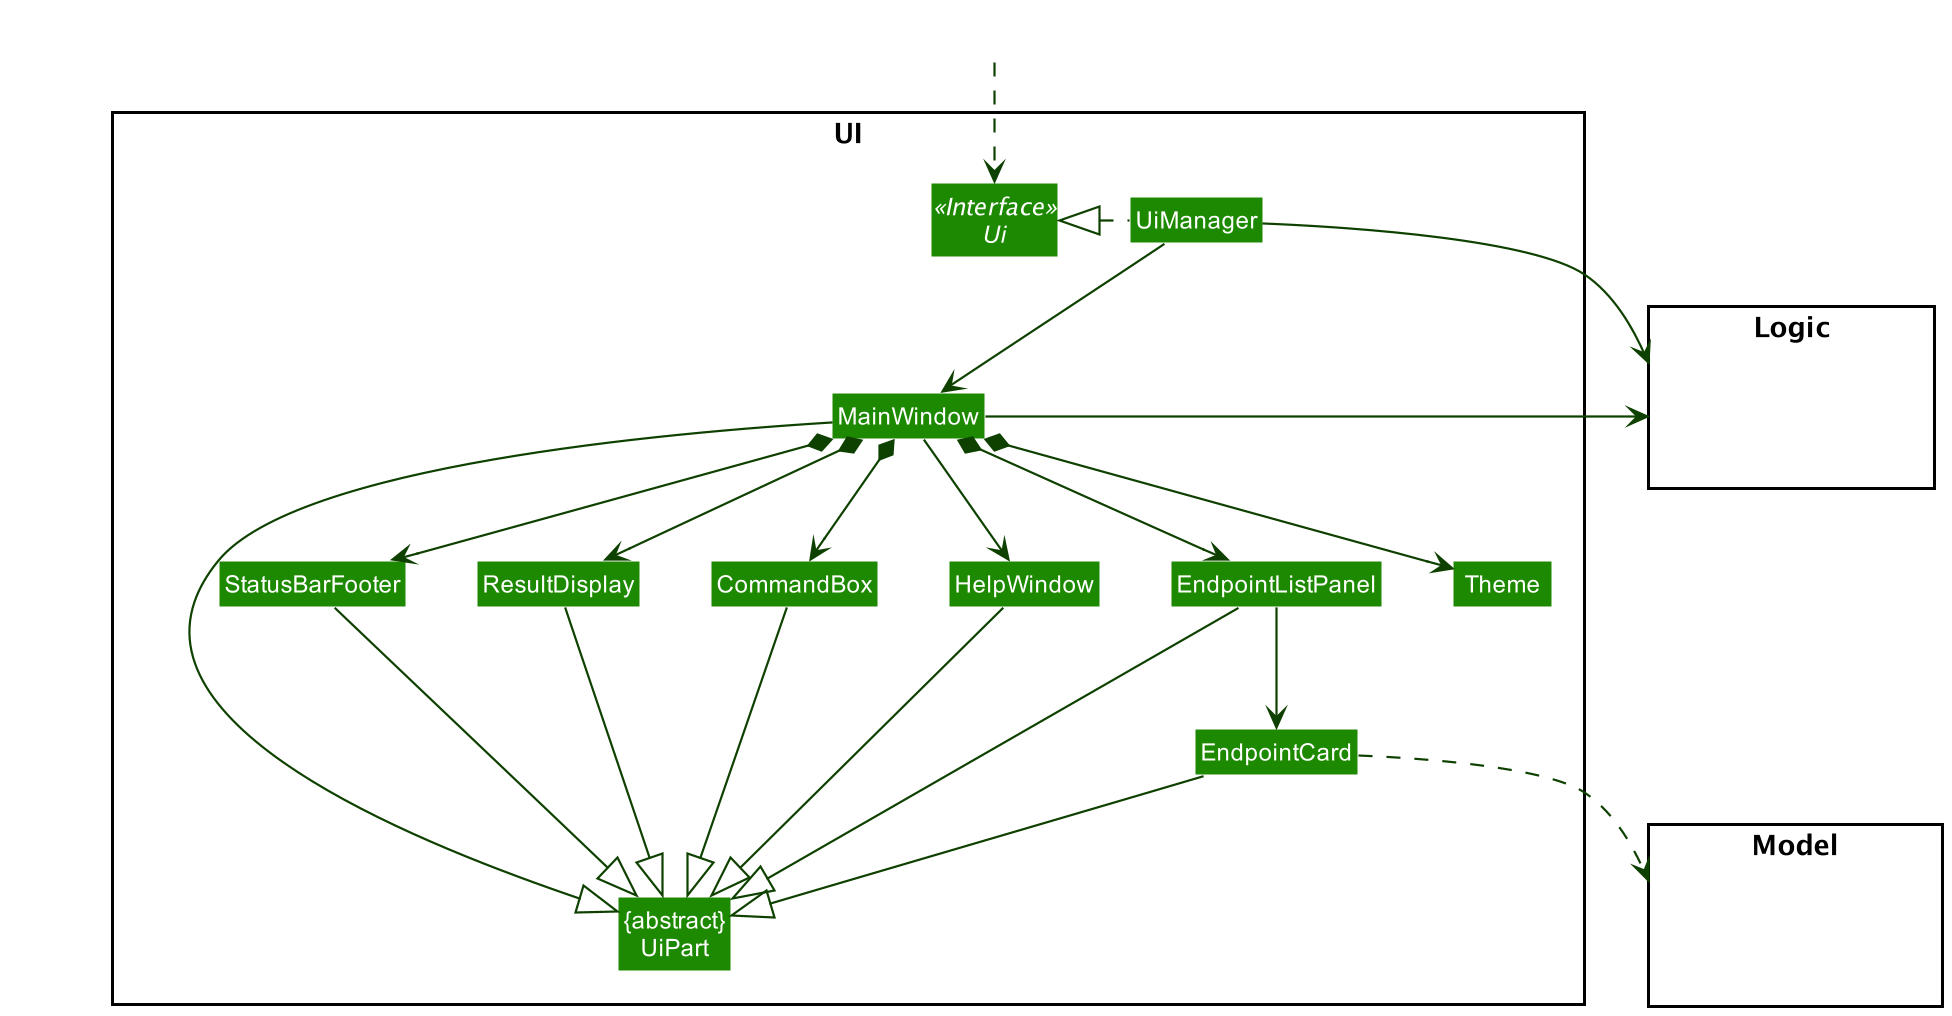 UI
«Interface»
Ui
UiManager
Logic
MainWindow
StatusBarFooter
ResultDisplay
CommandBox
HelpWindow
EndpointListPanel
Theme
EndpointCard
Model
{abstract}
UiPart